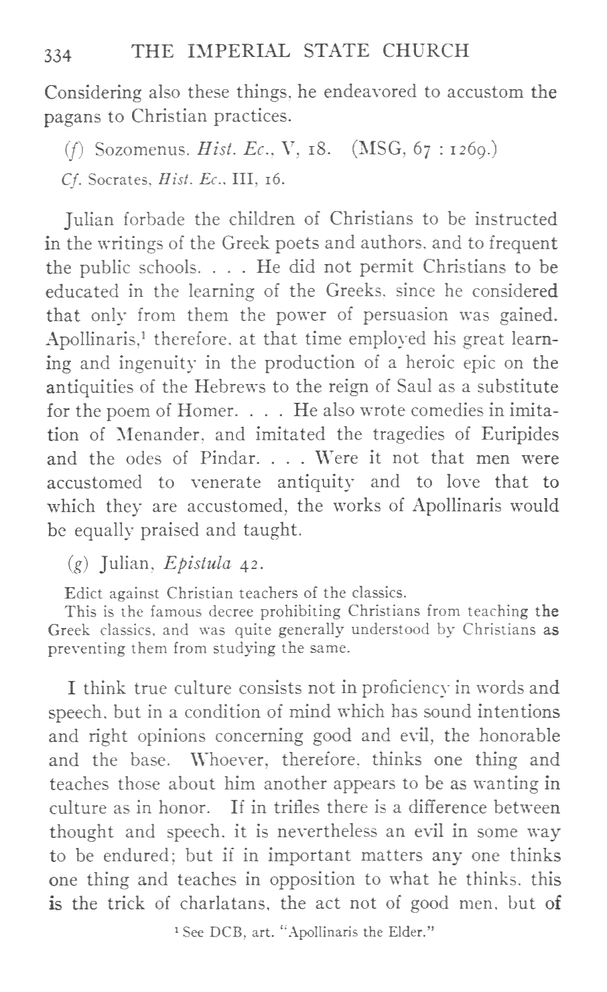 334 THE IMPERIAL STATE CHURCH
Considering also these things, he endeavored to accustom the
pagans to Christian practices.
(f) Sozomenus. Hist. Ec., V, 18. (MSG, 67 : 1269.)
Cf. Socrates, Hist. Ec., III, 16.
Julian forbade the children of Christians to be instructed
in the writings of the Greek poets and authors, and to frequent
the public schools. . . . He did not permit Christians to be
educated in the learning of the Greeks, since he considered
that only from them the power of persuasion was gained.
Apollinaris,¹ therefore, at that time employed his great learn-
ing and ingenuity in the production of a heroic epic on the
antiquities of the Hebrews to the reign of Saul as a substitute
for the poem of Homer. . . . He also wrote comedies in imita-
tion of Menander, and imitated the tragedies of Euripides
and the odes of Pindar. . . . Were it not that men were
accustomed to venerate antiquity and to love that to
which they are accustomed, the works of Apollinaris would
be equally praised and taught.
(g) Julian, Epistula 42.
Edict against Christian teachers of the classics.
This is the famous decree prohibiting Christians from teaching the
Greek classics, and was quite generally understood by Christians as
preventing them from studying the same.
I think true culture consists not in proficiency in words and
speech, but in a condition of mind which has sound intentions
and right opinions concerning good and evil, the honorable
and the base. Whoever, therefore, thinks one thing and
teaches those about him another appears to be as wanting in
culture as in honor. If in trifles there is a difference between
thought and speech, it is nevertheless an evil in some way
to be endured; but if in important matters any one thinks
one thing and teaches in opposition to what he thinks, this
is the trick of charlatans, the act not of good men, but of
¹ See DCB, art. "Apollinaris the Elder."